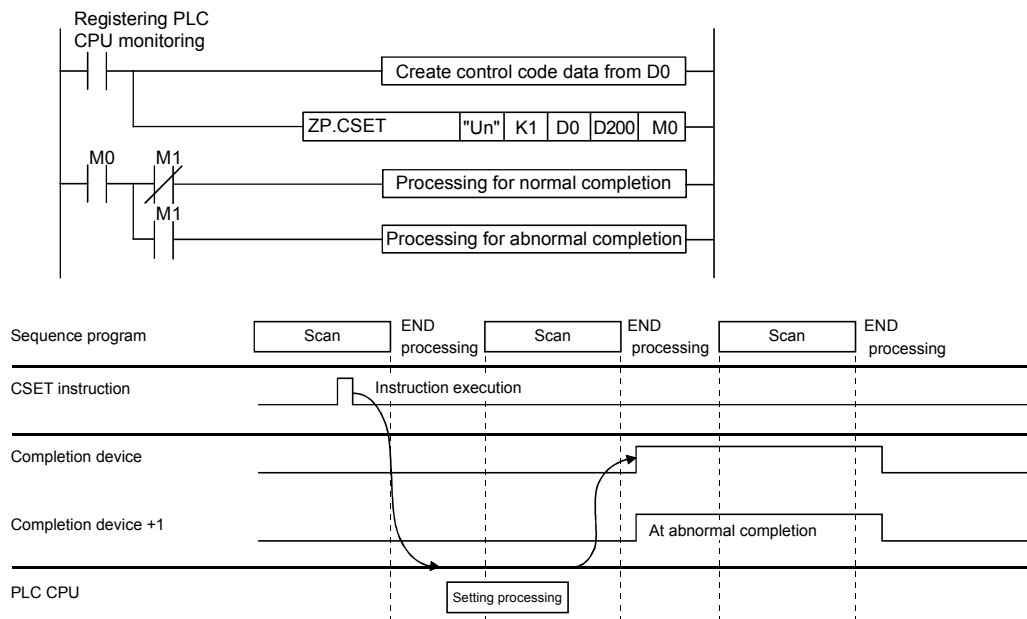 Registering PLC
CPU monitoring
Create control code data from D0
ZP.CSET "Un" K1 D0 D200 M0
M0 M1
Processing for normal completion
M1
Processing for abnormal completion
Sequence program Scan END processing Scan END processing Scan END processing
CSET instruction Instruction execution
Completion device
Completion device +1 At abnormal completion
PLC CPU Setting processing